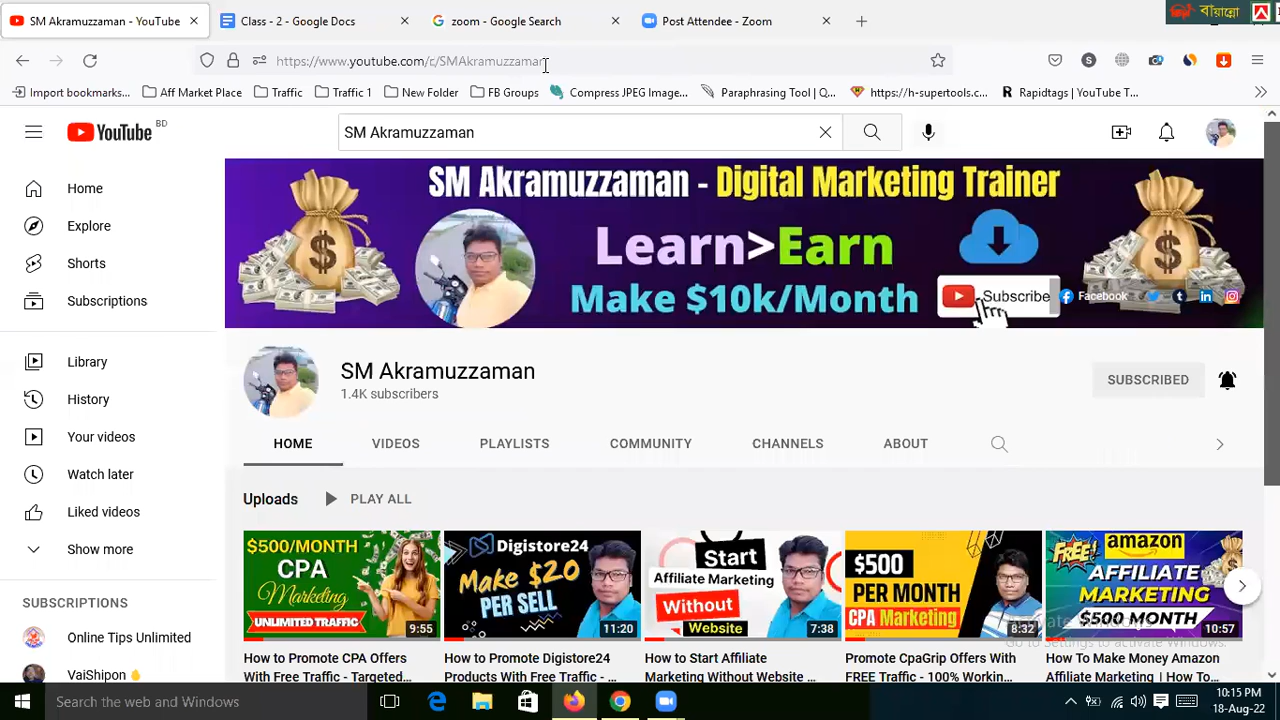 SM Akramuzzaman - YouTube
Class - 2 - Google Docs
zoom - Google Search
Post Attendee - Zoom
বায়ান্নো
https://www.youtube.com/c/SMAkramuzzaman
Import bookmarks...
Aff Market Place
Traffic
Traffic 1
New Folder
FB Groups
Compress JPEG Image...
Paraphrasing Tool | Q...
https://h-supertools.c...
Rapidtags | YouTube T...
YouTube BD
SM Akramuzzaman
Home
Explore
Shorts
Subscriptions
Library
History
Your videos
Watch later
Liked videos
Show more
SUBSCRIPTIONS
Online Tips Unlimited
VaiShipon
SM Akramuzzaman - Digital Marketing Trainer
Learn>Earn
Make $10k/Month
Subscribe
Facebook
SM Akramuzzaman
1.4K subscribers
SUBSCRIBED
HOME
VIDEOS
PLAYLISTS
COMMUNITY
CHANNELS
ABOUT
Uploads
PLAY ALL
$500/MONTH
CPA
Marketing
UNLIMITED TRAFFIC
9:55
Digistore24
Make $20
PER SELL
11:20
Start
Affiliate Marketing
Without
Website
7:38
$500
PER MONTH
CPA Marketing
8:32
FREE!
amazon
AFFILIATE
MARKETING
$500 MONTH
10:57
How to Promote CPA Offers
With Free Traffic - Targeted
How to Promote Digistore24
Products With Free Traffic - ...
How to Start Affiliate
Marketing Without Website ...
Promote CpaGrip Offers With
FREE Traffic - 100% Working
How To Make Money Amazon
Affiliate Marketing | How To
Activate Windows
Go to Settings to activate Windows.
Search the web and Windows
10:15 PM
18-Aug-22